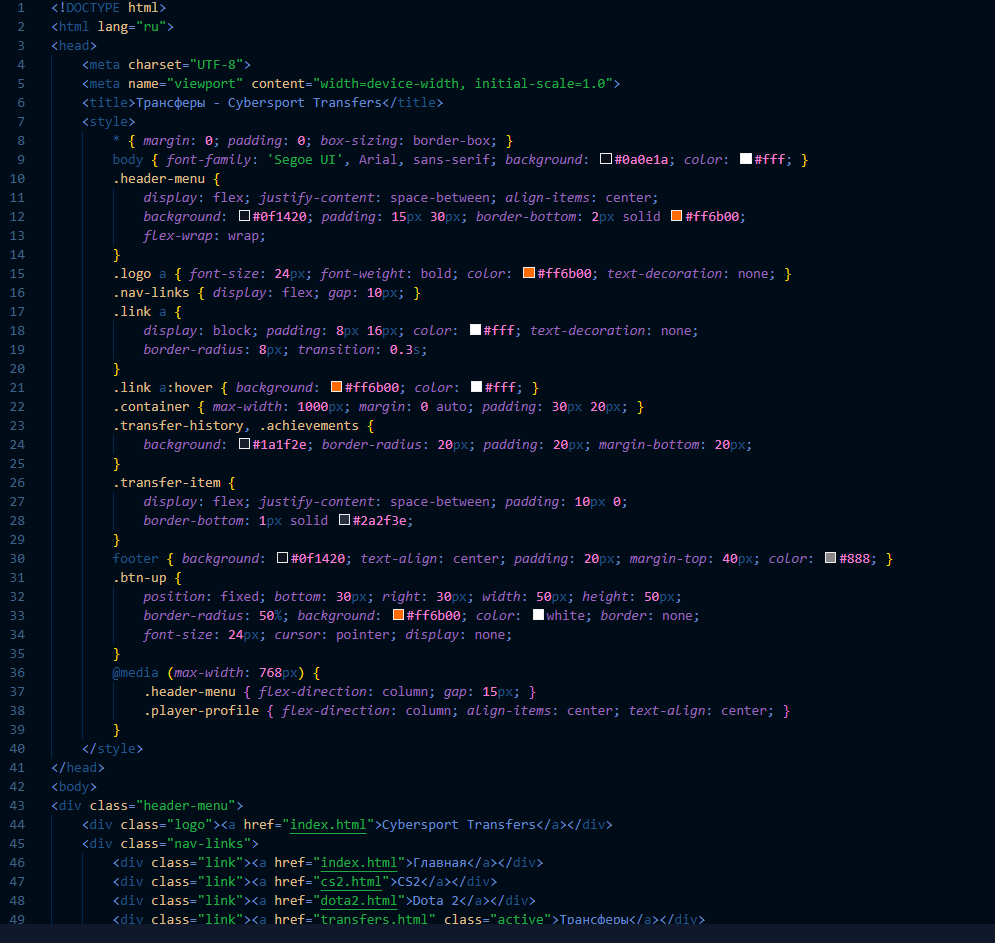 1 <!DOCTYPE html>
2 <html lang="ru">
3 <head>
4 <meta charset="UTF-8">
5 <meta name="viewport" content="width=device-width, initial-scale=1.0">
6 <title>Трансферы - Cybersport Transfers</title>
7 <style>
8 * { margin: 0; padding: 0; box-sizing: border-box; }
9 body { font-family: 'Segoe UI', Arial, sans-serif; background: #0a0e1a; color: #fff; }
10 .header-menu {
11 display: flex; justify-content: space-between; align-items: center;
12 background: #0f1420; padding: 15px 30px; border-bottom: 2px solid #ff6b00;
13 flex-wrap: wrap;
14 }
15 .logo a { font-size: 24px; font-weight: bold; color: #ff6b00; text-decoration: none; }
16 .nav-links { display: flex; gap: 10px; }
17 .link a {
18 display: block; padding: 8px 16px; color: #fff; text-decoration: none;
19 border-radius: 8px; transition: 0.3s;
20 }
21 .link a:hover { background: #ff6b00; color: #fff; }
22 .container { max-width: 1000px; margin: 0 auto; padding: 30px 20px; }
23 .transfer-history, .achievements {
24 background: #1a1f2e; border-radius: 20px; padding: 20px; margin-bottom: 20px;
25 }
26 .transfer-item {
27 display: flex; justify-content: space-between; padding: 10px 0;
28 border-bottom: 1px solid #2a2f3e;
29 }
30 footer { background: #0f1420; text-align: center; padding: 20px; margin-top: 40px; color: #888; }
31 .btn-up {
32 position: fixed; bottom: 30px; right: 30px; width: 50px; height: 50px;
33 border-radius: 50%; background: #ff6b00; color: white; border: none;
34 font-size: 24px; cursor: pointer; display: none;
35 }
36 @media (max-width: 768px) {
37 .header-menu { flex-direction: column; gap: 15px; }
38 .player-profile { flex-direction: column; align-items: center; text-align: center; }
39 }
40 </style>
41 </head>
42 <body>
43 <div class="header-menu">
44 <div class="logo"><a href="index.html">Cybersport Transfers</a></div>
45 <div class="nav-links">
46 <div class="link"><a href="index.html">Главная</a></div>
47 <div class="link"><a href="cs2.html">CS2</a></div>
48 <div class="link"><a href="dota2.html">Dota 2</a></div>
49 <div class="link"><a href="transfers.html" class="active">Трансферы</a></div>